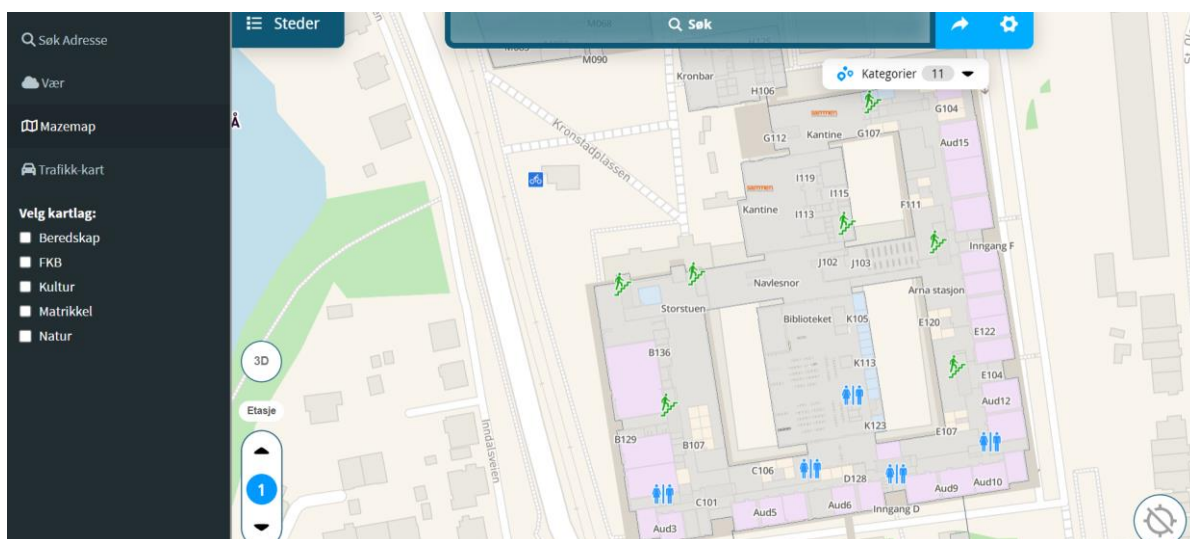 Søk Adresse
Vær
Mazemap
Trafikk-kart
Velg kartlag:
Beredskap
FKB
Kultur
Matrikkel
Natur
Steder
Søk
Kategorier 11
Å
M090
Kronbar
H106
Kronstadplassen
sammen
G104
G112
Kantine
G107
Aud15
I119
sammen
I115
Kantine
I113
F111
Inngang F
J102
J103
Navlesnor
Arna stasjon
Storstuen
Biblioteket
K105
E120
E122
B136
3D
K113
E104
Etasje
Aud12
K123
E107
B129
B107
Inndalsveien
C106
D128
1
C101
Aud9
Aud10
Aud5
Aud6
Inngang D
Aud3